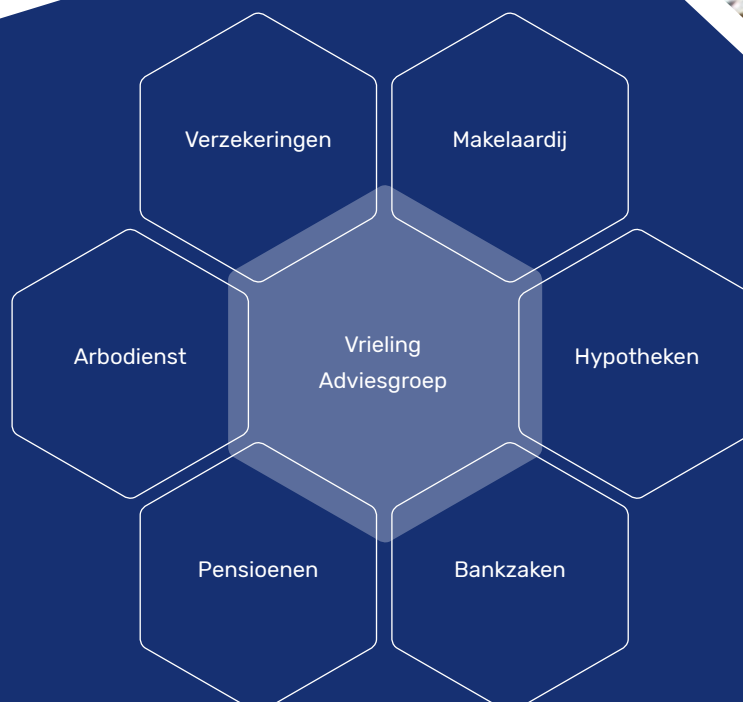 Verzekeringen
Makelaardij
Arbodienst
Vrieling
Adviesgroep
Hypotheken
Pensioenen
Bankzaken